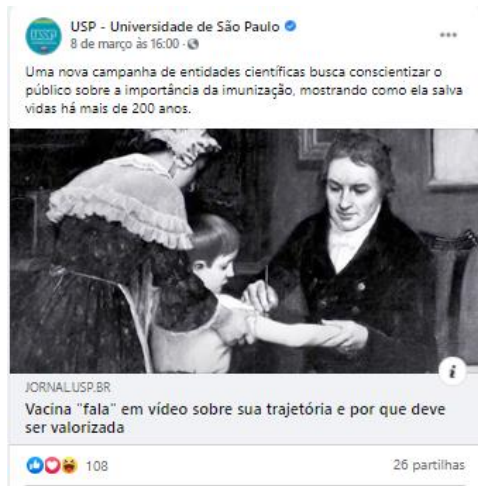 USP
USP - Universidade de São Paulo
8 de março às 16:00 ·
Uma nova campanha de entidades científicas busca conscientizar o
público sobre a importância da imunização, mostrando como ela salva
vidas há mais de 200 anos.
i
JORNAL.USP.BR
Vacina "fala" em vídeo sobre sua trajetória e por que deve
ser valorizada
108
26 partilhas